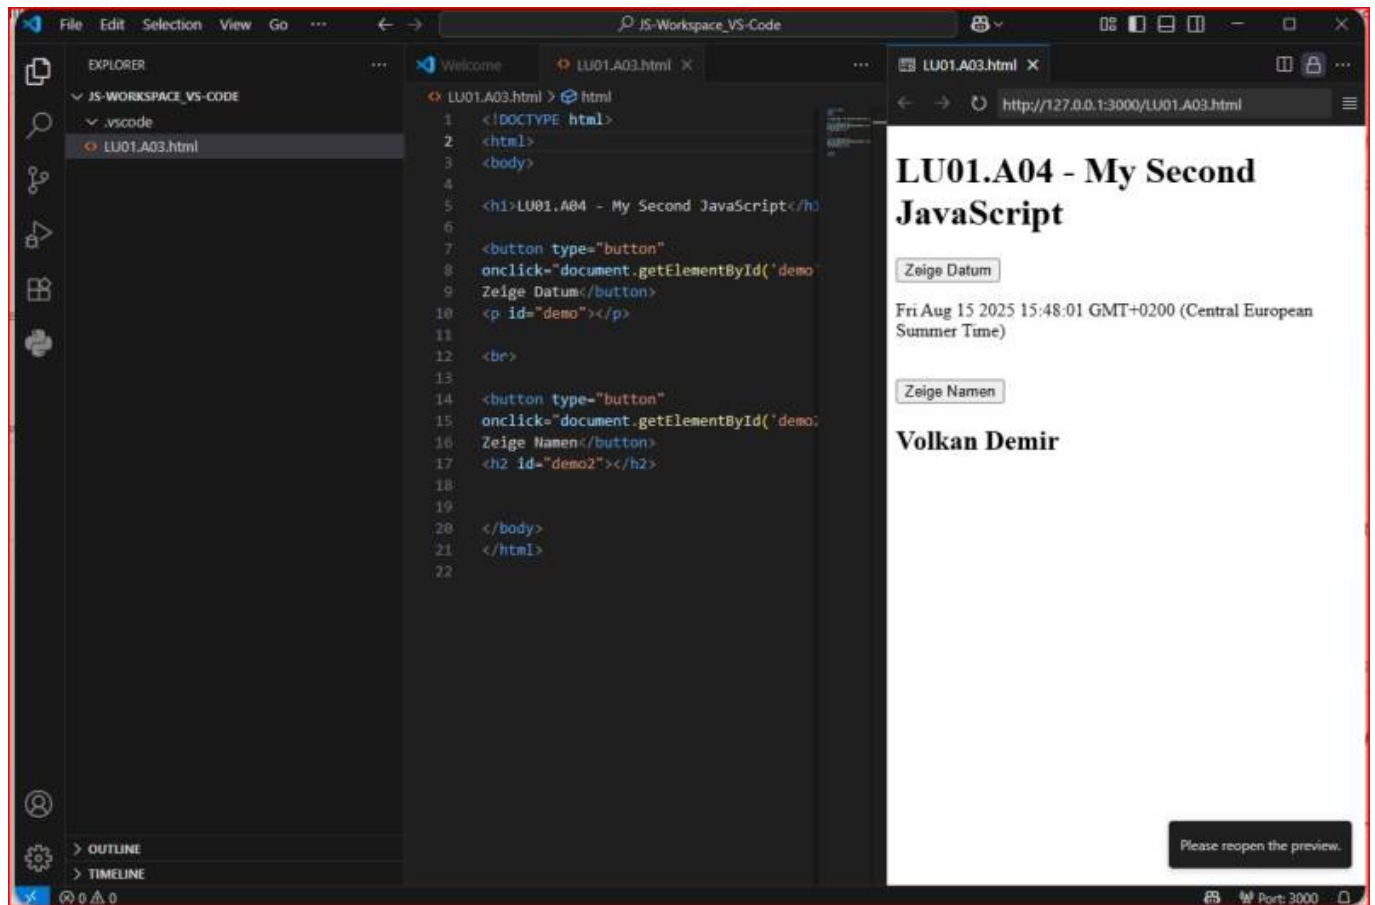 File Edit Selection View Go ··· JS-Workspace_VS-Code
EXPLORER ···
JS-WORKSPACE_VS-CODE
.vscode
LU01.A03.html
Welcome LU01.A03.html ···
LU01.A03.html > html
1 <!DOCTYPE html>
2 <html>
3 <body>
4
5 <h1>LU01.A04 - My Second JavaScript</h1
6
7 <button type="button"
8 onclick="document.getElementById('demo'
9 Zeige Datum</button>
10 <p id="demo"></p>
11
12 <br>
13
14 <button type="button"
15 onclick="document.getElementById('demo2
16 Zeige Namen</button>
17 <h2 id="demo2"></h2>
18
19
20 </body>
21 </html>
22
OUTLINE
TIMELINE
0 0
LU01.A03.html ···
http://127.0.0.1:3000/LU01.A03.html
LU01.A04 - My Second
JavaScript
Zeige Datum
Fri Aug 15 2025 15:48:01 GMT+0200 (Central European
Summer Time)
Zeige Namen
Volkan Demir
Please reopen the preview.
Port: 3000